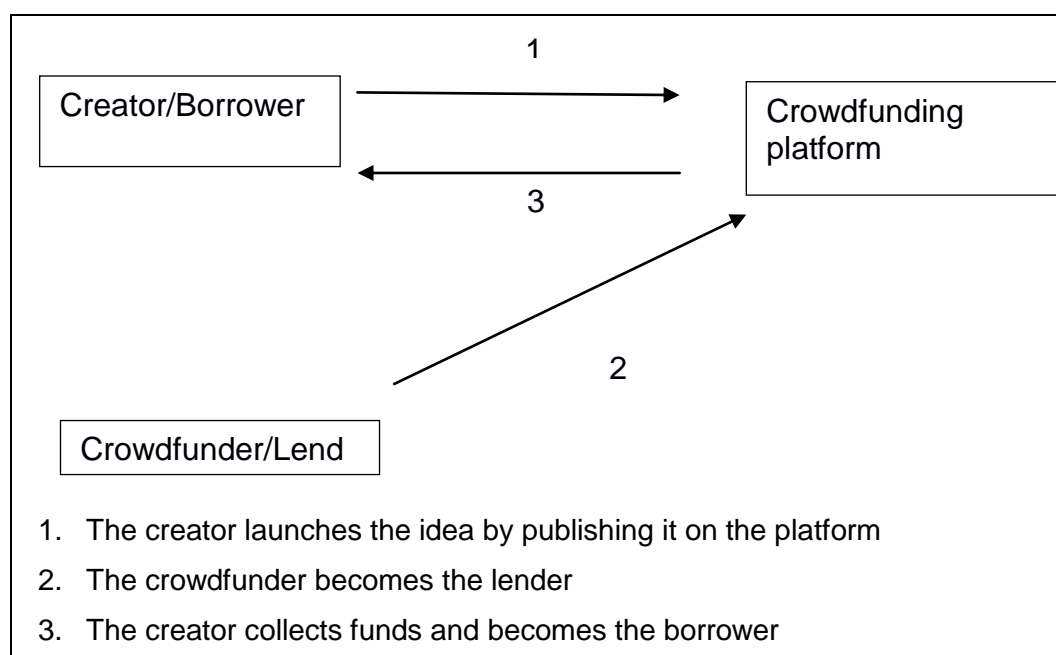 1
Creator/Borrower
Crowdfunding
platform
3
2
Crowdfunder/Lend
1. The creator launches the idea by publishing it on the platform
2. The crowdfunder becomes the lender
3. The creator collects funds and becomes the borrower